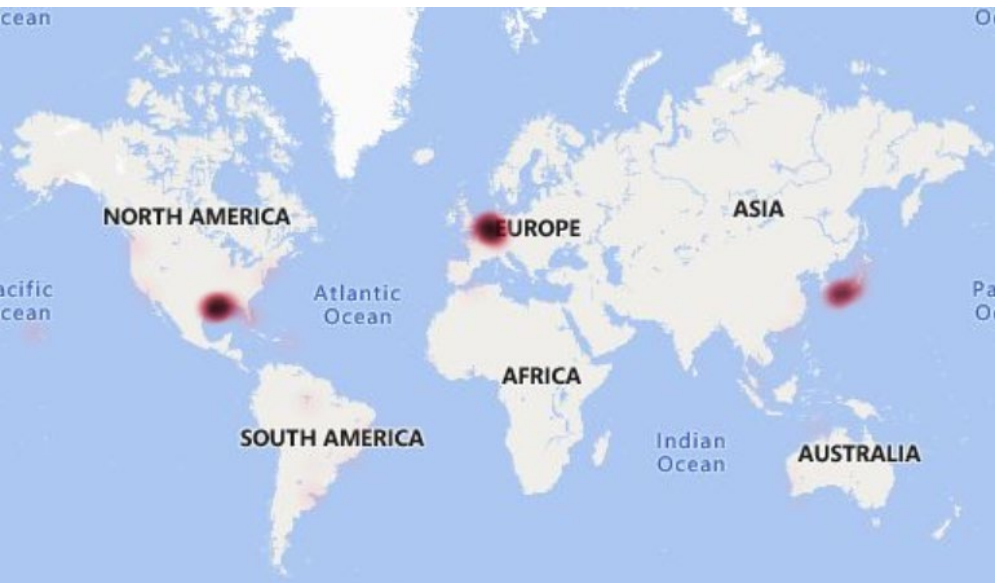 cean
O
NORTH AMERICA
EUROPE
ASIA
acific
cean
Atlantic
Ocean
Pa
O
AFRICA
SOUTH AMERICA
Indian
Ocean
AUSTRALIA